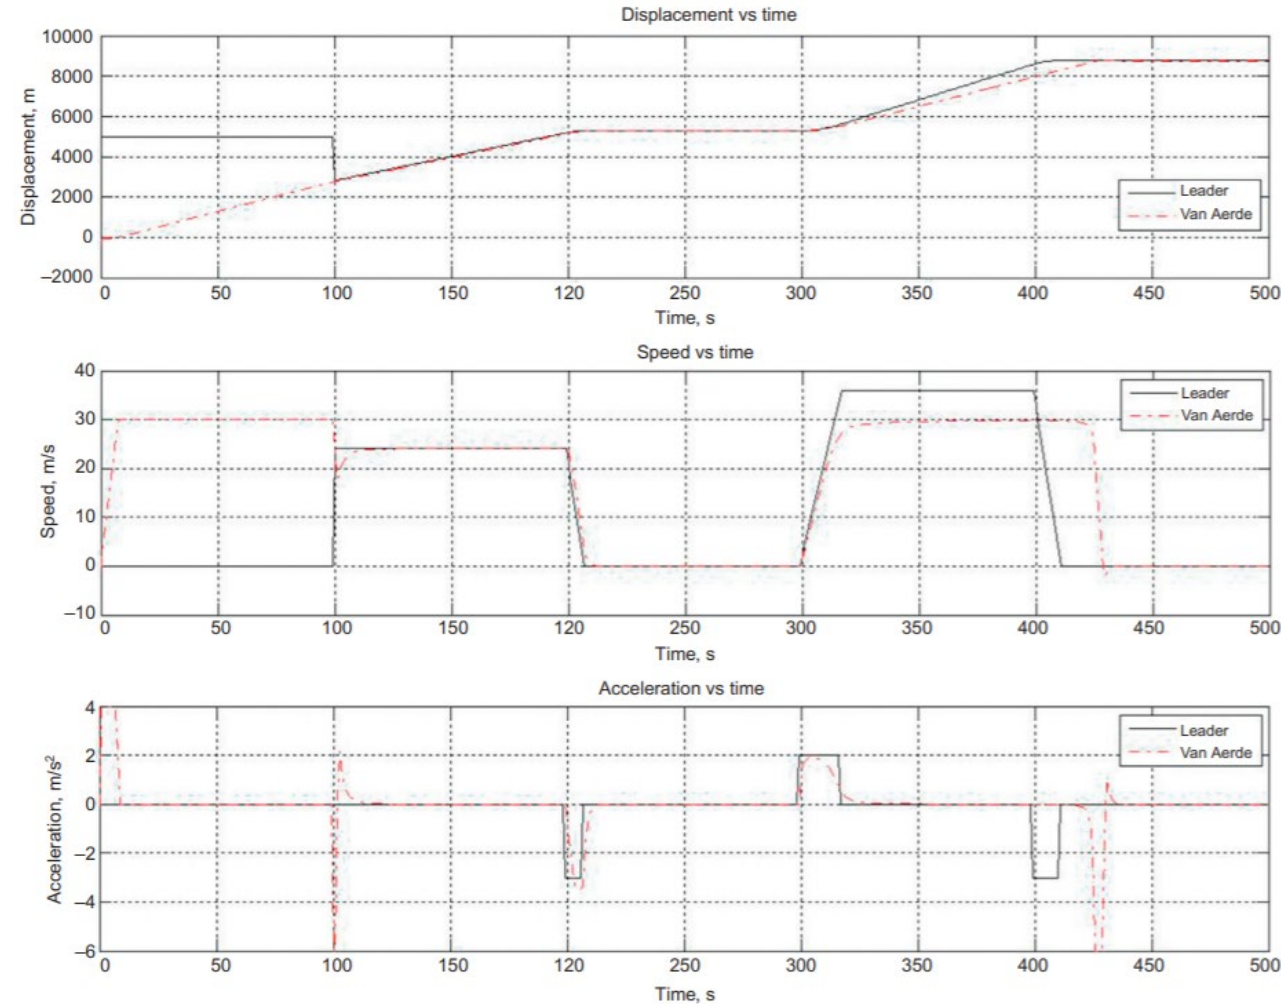 Displacement vs time
10000
8000
6000
4000
2000
0
–2000
Displacement, m
Leader
Van Aerde
0 50 100 150 120 250 300 350 400 450 500
Time, s
Speed vs time
40
30
20
10
0
–10
Speed, m/s
Leader
Van Aerde
0 50 100 150 120 250 300 350 400 450 500
Time, s
Acceleration vs time
4
2
0
–2
–4
–6
Acceleration, m/s²
Leader
Van Aerde
0 50 100 150 120 250 300 350 400 450 500
Time, s